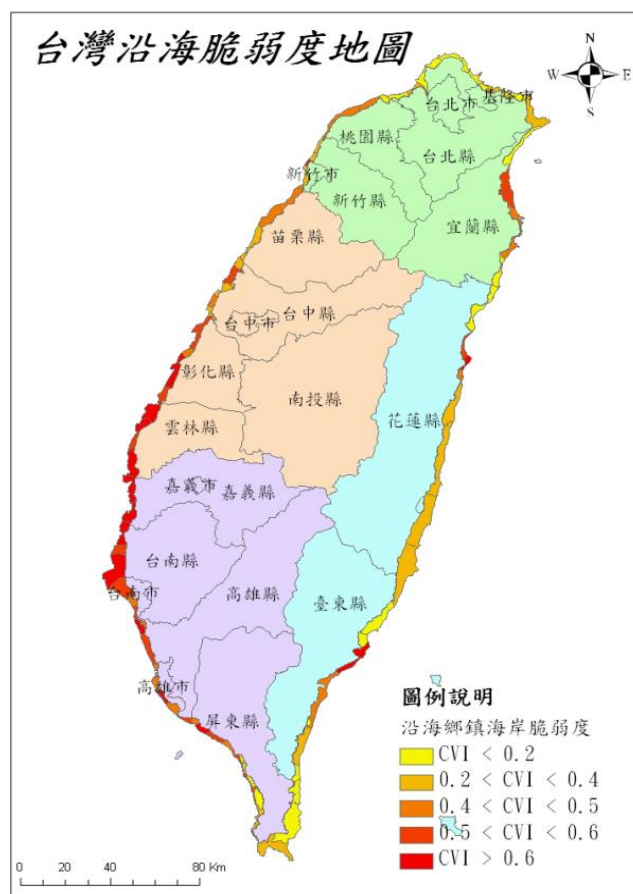 台灣沿海脆弱度地圖
N
W
E
S
台北市
基隆市
桃園縣
台北縣
新竹市
新竹縣
宜蘭縣
苗栗縣
台中縣
台中市
彰化縣
南投縣
花蓮縣
雲林縣
嘉義市
嘉義縣
台南縣
台南市
高雄縣
臺東縣
高雄市
屏東縣
圖例說明
沿海鄉鎮海岸脆弱度
CVI < 0.2
0.2 < CVI < 0.4
0.4 < CVI < 0.5
0.5 < CVI < 0.6
CVI > 0.6
0 10 20 40 60 80 Km